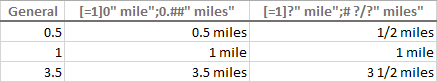 General [=1]0" mile";0.##" miles" [=1]?" mile";# ?/?" miles"
0.5 0.5 miles 1/2 miles
1 1 mile 1 mile
3.5 3.5 miles 3 1/2 miles